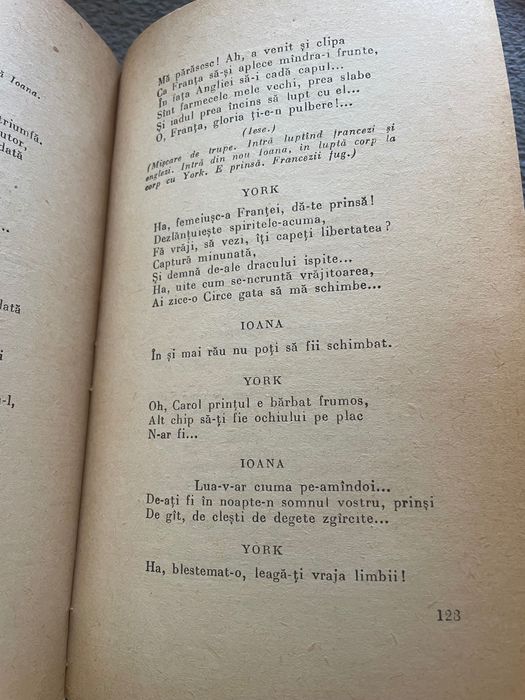 ă Ioana.
triumfă.
utor,
dată
lată
i
-l,
Mă părăsesc! Ah, a venit și clipa
Ca Franța să-și aplece mîndra-i frunte,
În fața Angliei să-i cadă capul...
Sînt farmecele mele vechi, prea slabe
Și iadul prea încins să lupt cu el...
O, Franța, gloria ți-e-n pulbere!...
(Iese.)
(Mișcare de trupe. Intră luptînd francezi și
englezi. Intră din nou Ioana, în luptă corp la
corp cu York. E prinsă. Francezii fug.)
YORK
Ha, femeiușc-a Franței, dă-te prinsă!
Dezlănțuiește spiritele-acuma,
Fă vrăji, să vezi, îți capeți libertatea?
Captură minunată,
Și demnă de-ale dracului ispite...
Ha, uite cum se-ncruntă vrăjitoarea,
Ai zice-o Circe gata să mă schimbe...
IOANA
În și mai rău nu poți să fii schimbat.
YORK
Oh, Carol prințul e bărbat frumos,
Alt chip să-ți fie ochiului pe plac
N-ar fi...
IOANA
Lua-v-ar ciuma pe-amîndoi...
De-ați fi în noapte-n somnul vostru, prinși
De gît, de clești de degete zgîrcite...
YORK
Ha, blestemat-o, leagă-ți vraja limbii!
123